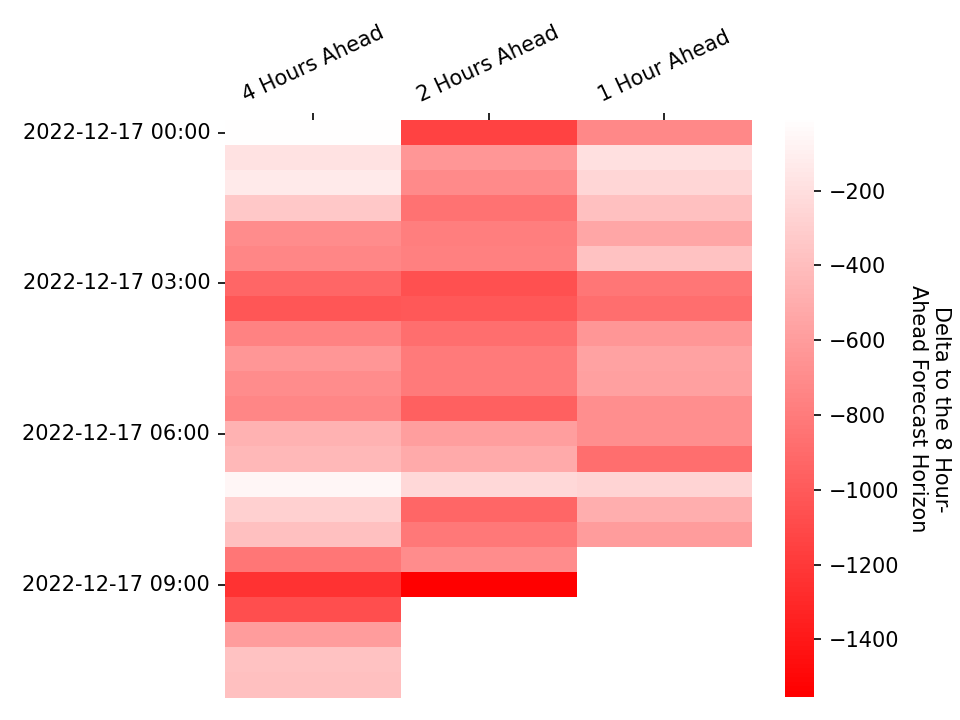 4 Hours Ahead
2 Hours Ahead
1 Hour Ahead
2022-12-17 00:00
2022-12-17 03:00
2022-12-17 06:00
2022-12-17 09:00
−200
−400
−600
−800
−1000
−1200
−1400
Delta to the 8 Hour-
Ahead Forecast Horizon